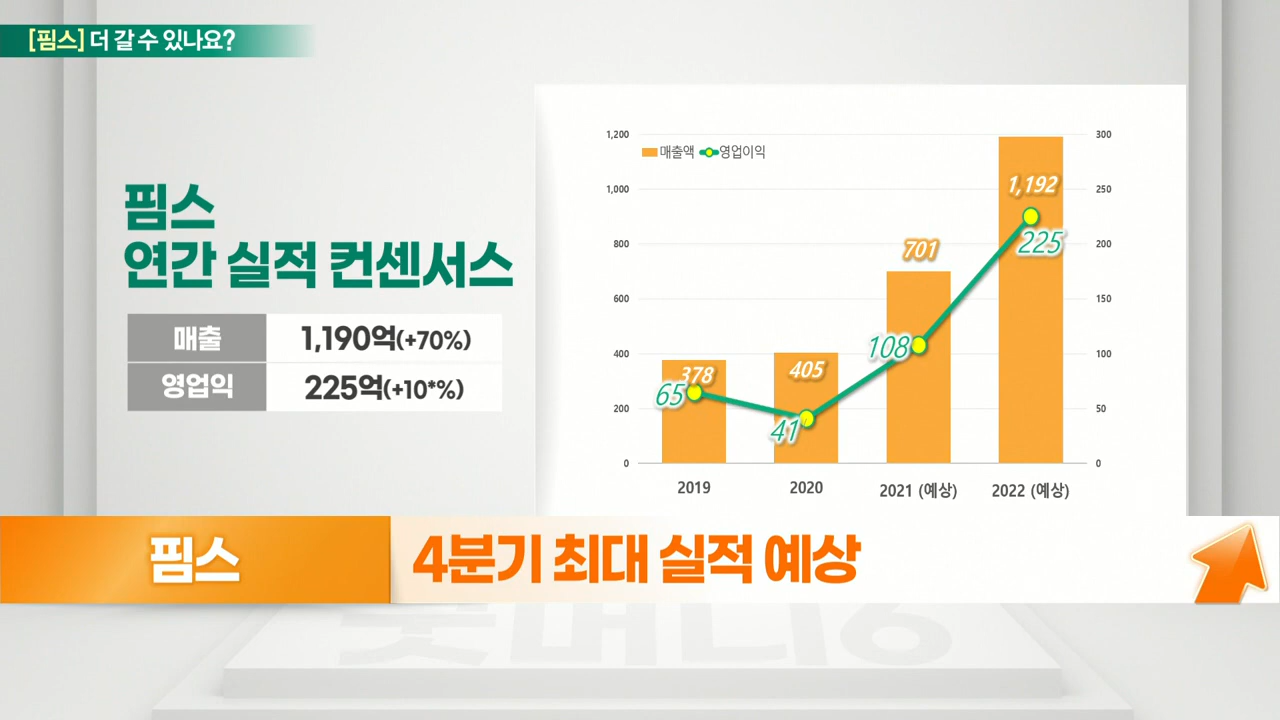 [핌스] 더 갈 수 있나요?
핌스
연간 실적 컨센서스
매출 1,190억(+70%)
영업익 225억(+10*%)
매출액 영업이익
1,200
1,000
800
600
400
200
0
300
250
200
150
100
50
0
378
405
701
1,192
65
41
108
225
2019
2020
2021 (예상)
2022 (예상)
핌스
4분기 최대 실적 예상
굿머니6